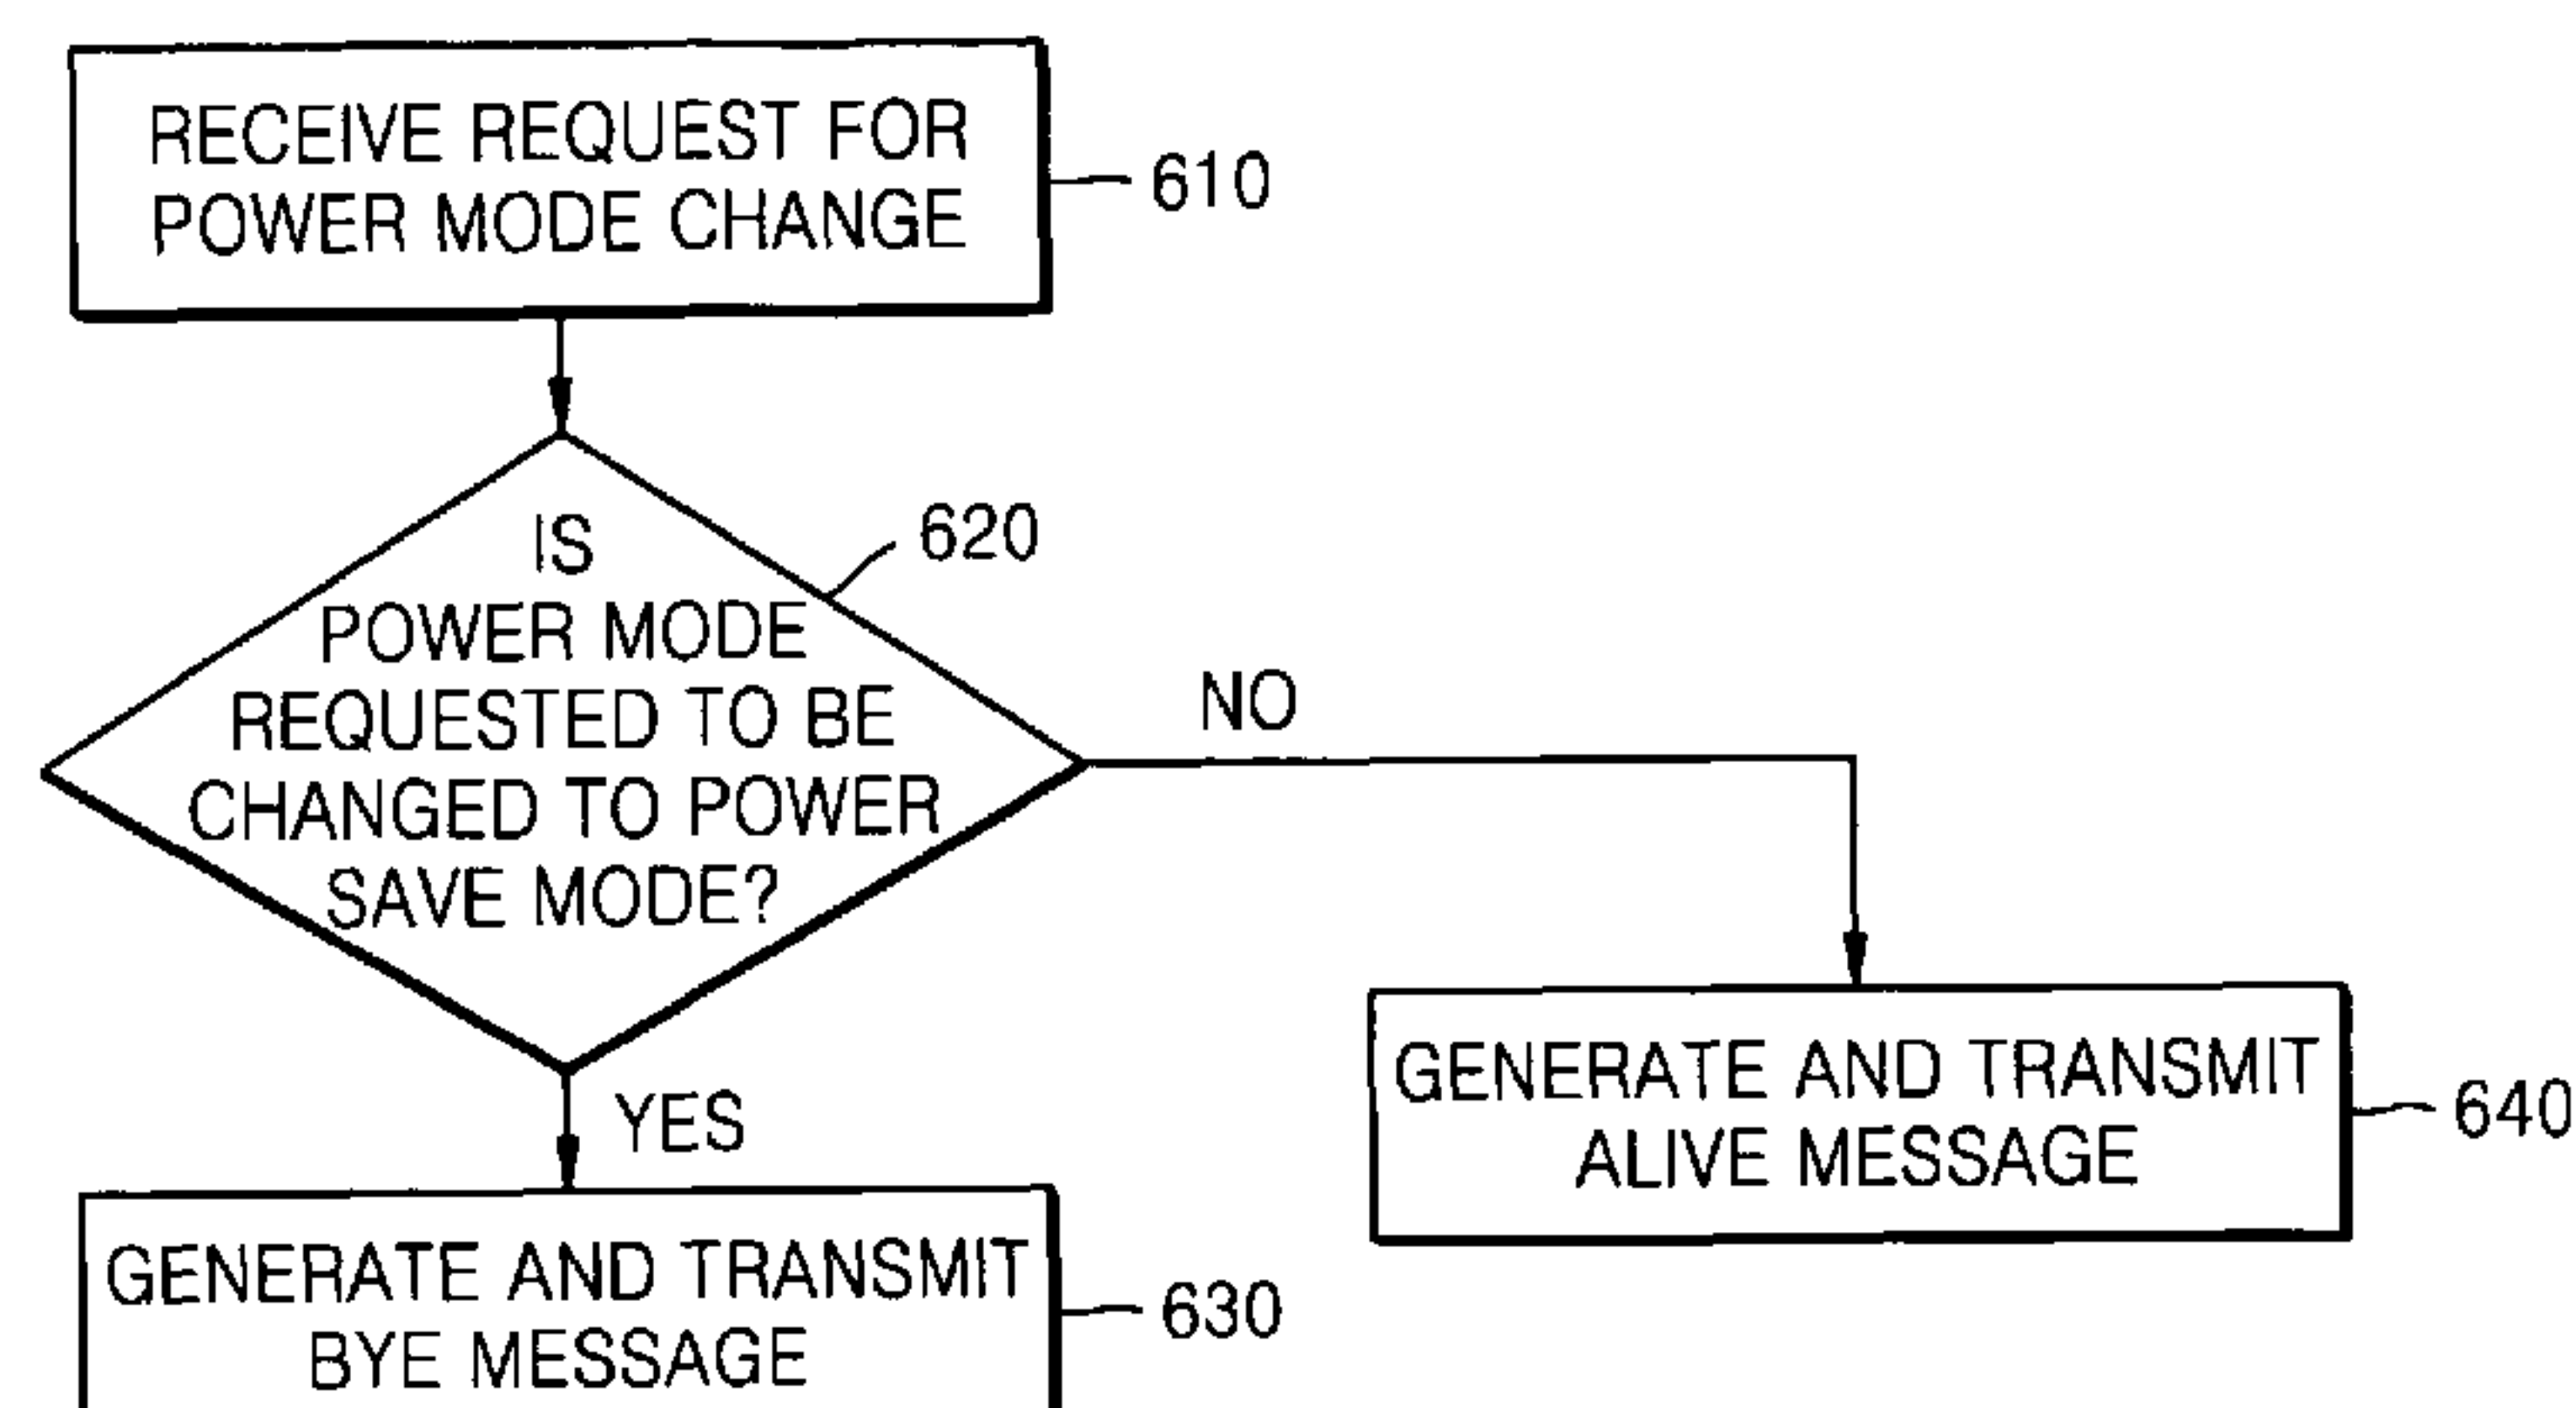 RECEIVE REQUEST FOR
POWER MODE CHANGE
610
IS
POWER MODE
REQUESTED TO BE
CHANGED TO POWER
SAVE MODE?
620
NO
YES
GENERATE AND TRANSMIT
ALIVE MESSAGE
640
GENERATE AND TRANSMIT
BYE MESSAGE
630